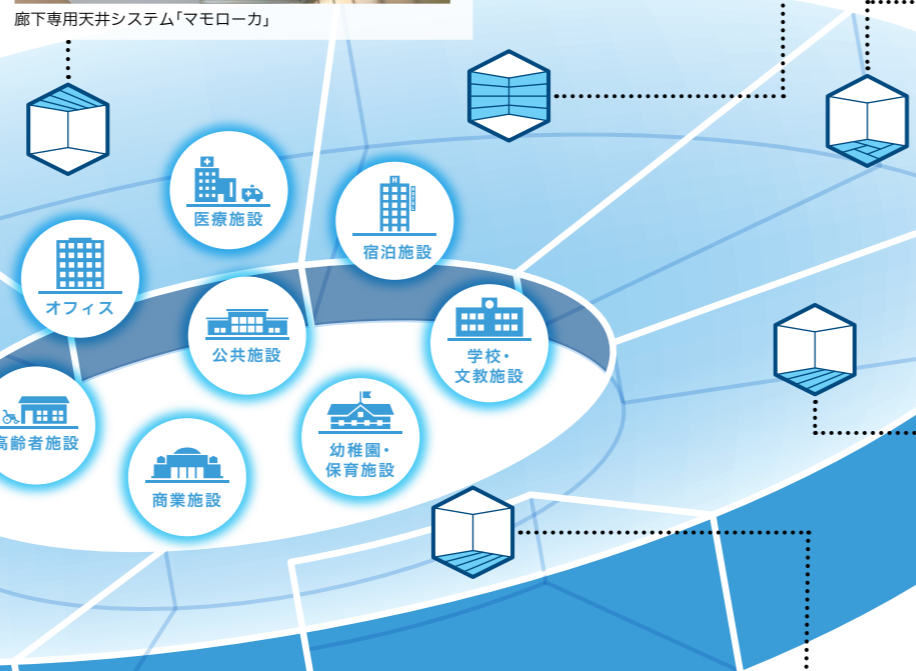 廊下専用天井システム「マモローカ」
医療施設
宿泊施設
オフィス
公共施設
学校・
文教施設
高齢者施設
幼稚園・
保育施設
商業施設